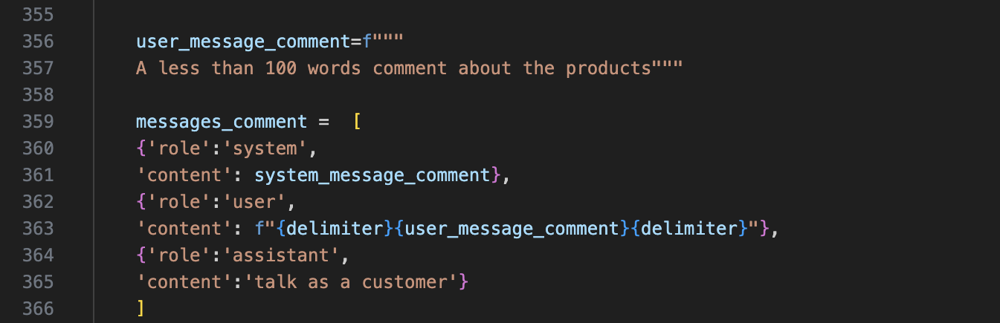 355
356 user_message_comment=f"""
357 A less than 100 words comment about the products"""
358
359 messages_comment =  [
360 {'role':'system',
361 'content': system_message_comment},
362 {'role':'user',
363 'content': f"{delimiter}{user_message_comment}{delimiter}"},
364 {'role':'assistant',
365 'content':'talk as a customer'}
366 ]